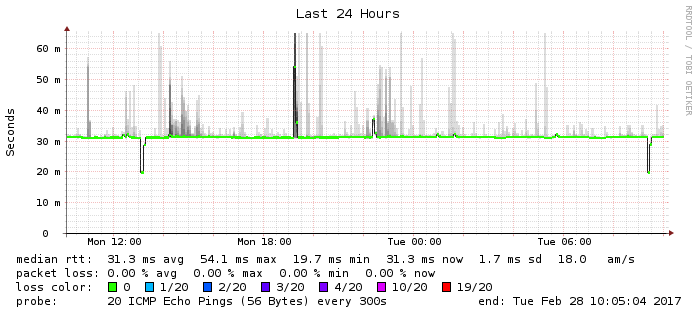 Last 24 Hours
RRDTOOL / TOBI OETIKER
Seconds
60 m
50 m
40 m
30 m
20 m
10 m
0
Mon 12:00 Mon 18:00 Tue 00:00 Tue 06:00
median rtt: 31.3 ms avg 54.1 ms max 19.7 ms min 31.3 ms now 1.7 ms sd 18.0 am/s
packet loss: 0.00 % avg 0.00 % max 0.00 % min 0.00 % now
loss color: 0 1/20 2/20 3/20 4/20 10/20 19/20
probe: 20 ICMP Echo Pings (56 Bytes) every 300s end: Tue Feb 28 10:05:04 2017